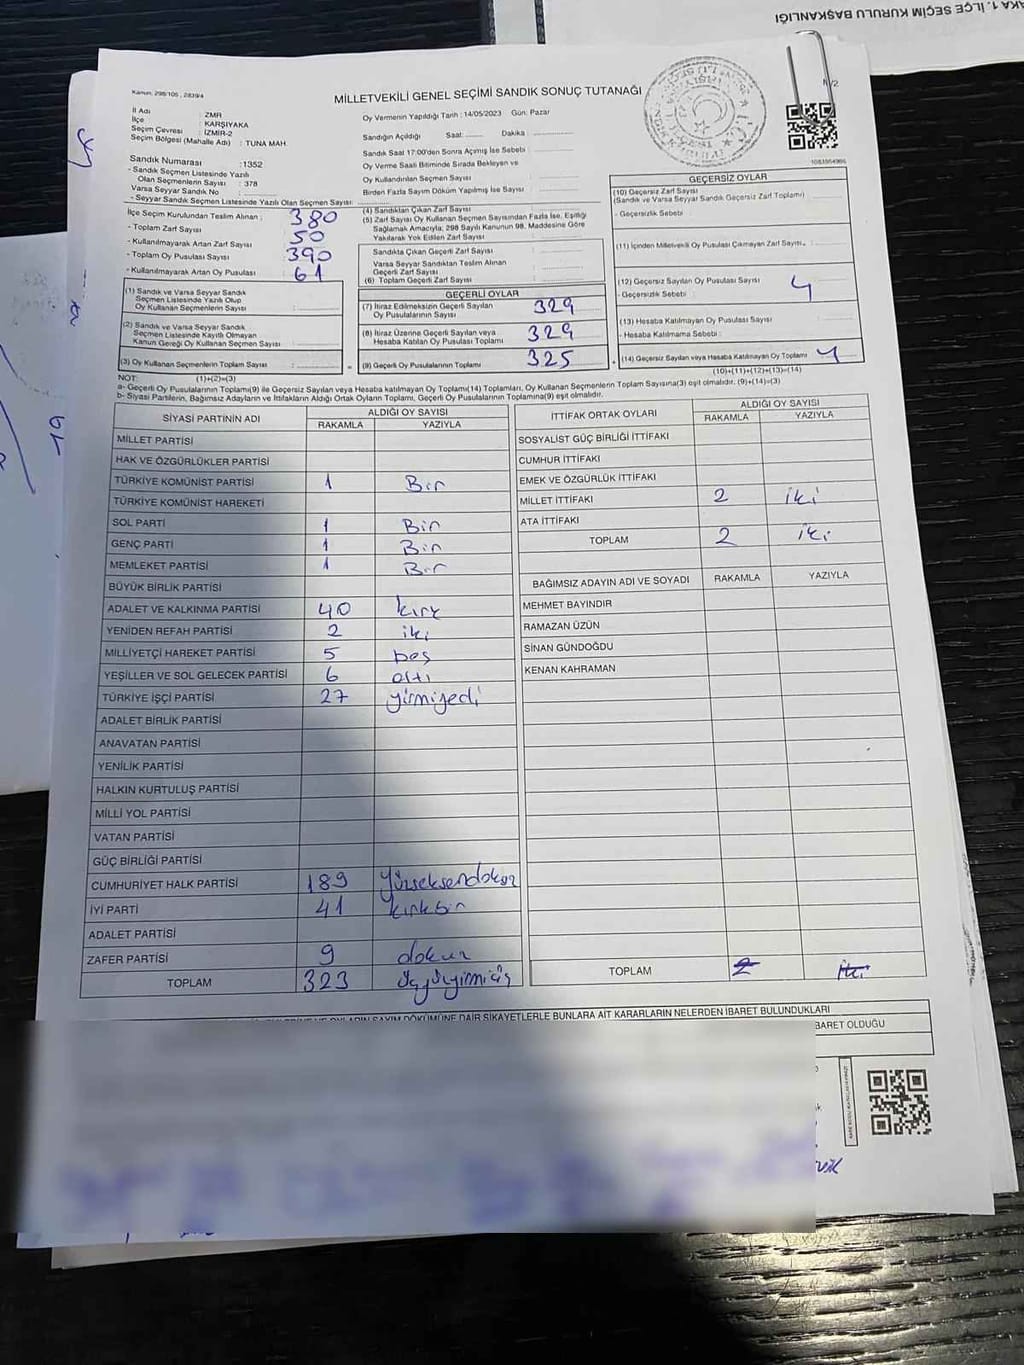 AKA 1. İLÇE SEÇİM KURULU BAŞKANLIĞI
Kanun: 298/105 , 2839/4
MİLLETVEKİLİ GENEL SEÇİMİ SANDIK SONUÇ TUTANAĞI
İl Adı : ZMR
İlçe : KARŞIYAKA
Seçim Çevresi : İZMİR-2
Seçim Bölgesi (Mahalle Adı) : TUNA MAH.
Sandık Numarası :1352
- Sandık Seçmen Listesinde Yazılı
Olan Seçmenlerin Sayısı : 378
Varsa Seyyar Sandık No :
- Seyyar Sandık Seçmen Listesinde Yazılı Olan Seçmen Sayısı:
Oy Vermenin Yapıldığı Tarih : 14/05/2023 Gün: Pazar
Sandığın Açıldığı Saat: Dakika :
Sandık Saat 17:00'den Sonra Açılmış İse Sebebi :
Oy Verme Saati Bitiminde Sırada Bekleyen ve
Oy Kullandırılan Seçmen Sayısı :
Birden Fazla Sayım Döküm Yapılmış İse Sayısı :
İlçe Seçim Kurulundan Teslim Alınan :
- Toplam Zarf Sayısı : 380
- Kullanılmayarak Artan Zarf Sayısı : 50
- Toplam Oy Pusulası Sayısı : 390
- Kullanılmayarak Artan Oy Pusulası : 61
(1) Sandık ve Varsa Seyyar Sandık
Seçmen Listesinde Yazılı Olup
Oy Kullanan Seçmenlerin Sayısı :
(2) Sandık ve Varsa Seyyar Sandık
Seçmen Listesinde Kayıtlı Olmayan
Kanun Gereği Oy Kullanan Seçmen Sayısı :
(3) Oy Kullanan Seçmenlerin Toplam Sayısı :
(4) Sandıktan Çıkan Zarf Sayısı :
(5) Zarf Sayısı Oy Kullanan Seçmen Sayısından Fazla İse, Eşitliği
Sağlamak Amacıyla; 298 Sayılı Kanunun 98. Maddesine Göre
Yakılarak Yok Edilen Zarf Sayısı :
Sandıkta Çıkan Geçerli Zarf Sayısı :
Varsa Seyyar Sandıktan Teslim Alınan
Geçerli Zarf Sayısı :
(6) Toplam Geçerli Zarf Sayısı :
GEÇERLİ OYLAR
(7) İtiraz Edilmeksizin Geçerli Sayılan
Oy Pusulalarının Sayısı : 329
(8) İtiraz Üzerine Geçerli Sayılan veya
Hesaba Katılan Oy Pusulası Toplamı : 329
(9) Geçerli Oy Pusulalarının Toplamı : 325
1083554966
GEÇERSİZ OYLAR
(10) Geçersiz Zarf Sayısı
(Sandık ve Varsa Seyyar Sandık Geçersiz Zarf Toplamı) :
- Geçersizlik Sebebi :
(11) İçinden Milletvekili Oy Pusulası Çıkmayan Zarf Sayısı :
(12) Geçersiz Sayılan Oy Pusulası Sayısı : 4
- Geçersizlik Sebebi :
(13) Hesaba Katılmayan Oy Pusulası Sayısı :
- Hesaba Katılmama Sebebi :
(14) Geçersiz Sayılan veya Hesaba Katılmayan Oy Toplamı : 4
NOT: (1)+(2)=(3)
(10)+(11)+(12)+(13)=(14)
a- Geçerli Oy Pusulalarının Toplamı(9) ile Geçersiz Sayılan veya Hesaba katılmayan Oy Toplamı(14) Toplamları, Oy Kullanan Seçmenlerin Toplam Sayısına(3) eşit olmalıdır. (9)+(14)=(3)
b- Siyasi Partilerin, Bağımsız Adayların ve İttifakların Aldığı Ortak Oyların Toplamı, Geçerli Oy Pusulalarının Toplamına(9) eşit olmalıdır.
SİYASİ PARTİNİN ADI ALDIĞI OY SAYISI
RAKAMLA YAZIYLA
MİLLET PARTİSİ
HAK VE ÖZGÜRLÜKLER PARTİSİ
TÜRKİYE KOMÜNİST PARTİSİ 1 Bir
TÜRKİYE KOMÜNİST HAREKETİ
SOL PARTİ 1 Bir
GENÇ PARTİ 1 Bir
MEMLEKET PARTİSİ 1 Bir
BÜYÜK BİRLİK PARTİSİ
ADALET VE KALKINMA PARTİSİ 40 kırk
YENİDEN REFAH PARTİSİ 2 iki
MİLLİYETÇİ HAREKET PARTİSİ 5 beş
YEŞİLLER VE SOL GELECEK PARTİSİ 6 altı
TÜRKİYE İŞÇİ PARTİSİ 27 yirmiyedi
ADALET BİRLİK PARTİSİ
ANAVATAN PARTİSİ
YENİLİK PARTİSİ
HALKIN KURTULUŞ PARTİSİ
MİLLİ YOL PARTİSİ
VATAN PARTİSİ
GÜÇ BİRLİĞİ PARTİSİ
CUMHURİYET HALK PARTİSİ 189 yüzseksendokuz
İYİ PARTİ 41 kırkbir
ADALET PARTİSİ
ZAFER PARTİSİ 9 dokuz
TOPLAM 323 üçyüzyirmiüç
İTTİFAK ORTAK OYLARI ALDIĞI OY SAYISI
RAKAMLA YAZIYLA
SOSYALİST GÜÇ BİRLİĞİ İTTİFAKI
CUMHUR İTTİFAKI
EMEK VE ÖZGÜRLÜK İTTİFAKI
MİLLET İTTİFAKI 2 iki
ATA İTTİFAKI
TOPLAM 2 iki
BAĞIMSIZ ADAYIN ADI VE SOYADI RAKAMLA YAZIYLA
MEHMET BAYINDIR
RAMAZAN ÜZÜN
SİNAN GÜNDOĞDU
KENAN KAHRAMAN
TOPLAM 2 iki
DÖKÜMÜNE DAİR ŞİKAYETLERLE BUNLARA AİT KARARLARIN NELERDEN İBARET BULUNDUKLARI
BARET OLDUĞU